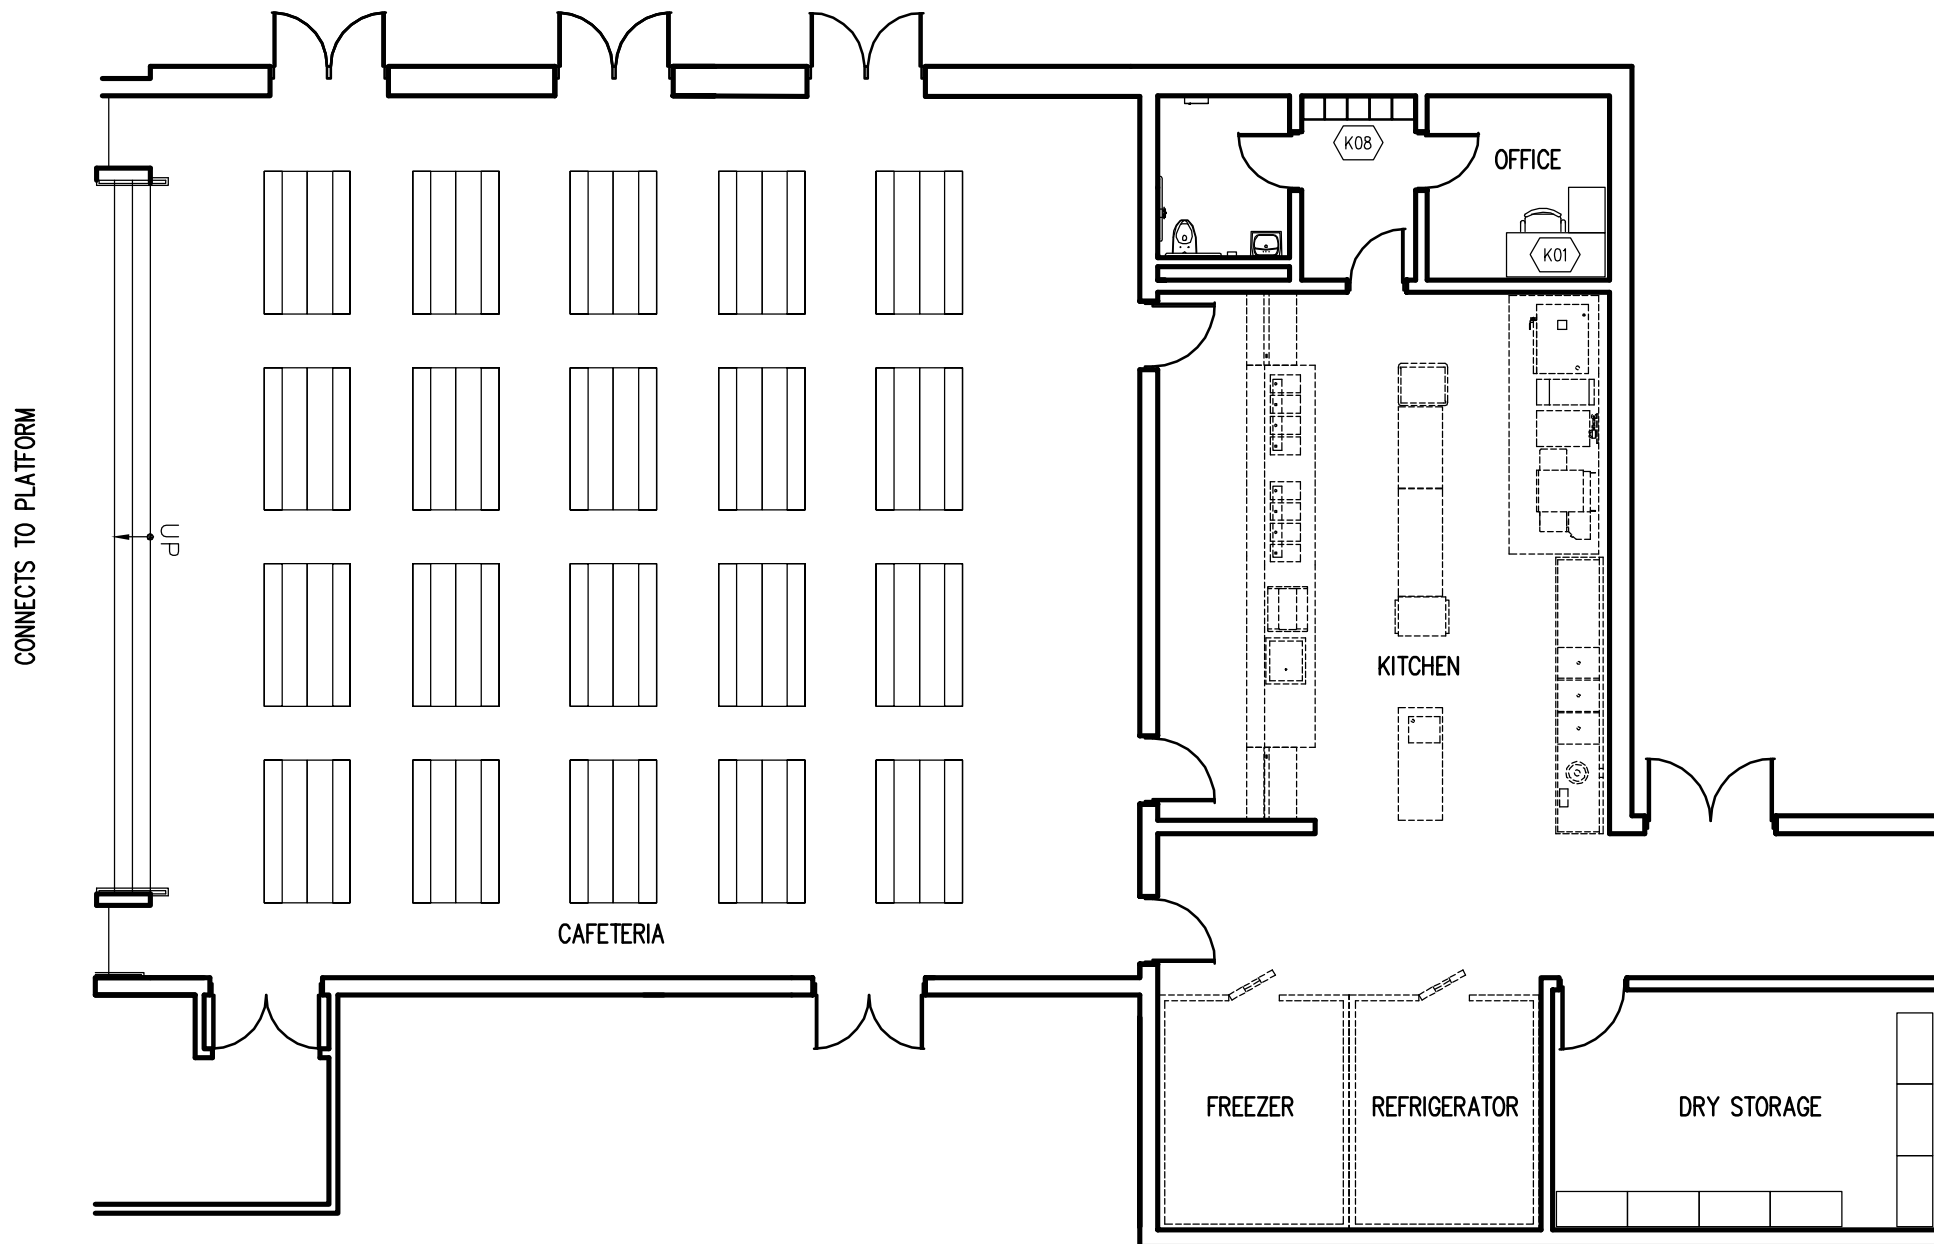 K08
OFFICE
K01
CONNECTS TO PLATFORM
UP
KITCHEN
CAFETERIA
FREEZER
REFRIGERATOR
DRY STORAGE